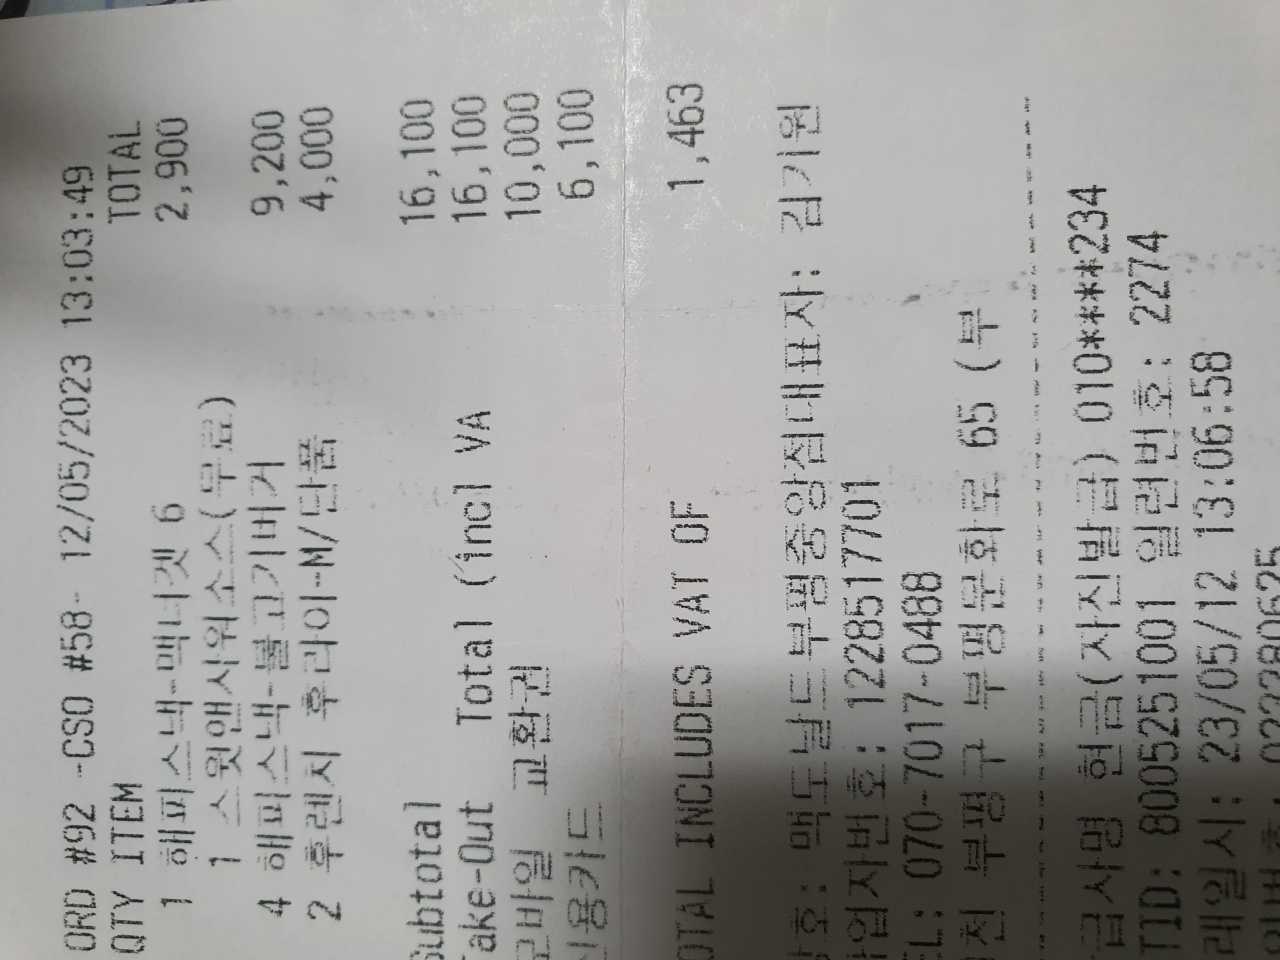 ORD #92 -CSO #58- 12/05/2023 13:03:49
QTY ITEM TOTAL
1 해피스낵-맥너겟 6 2,900
1 스윗앤사워소스(무료)
4 해피스낵-불고기버거 9,200
2 후렌치 후라이-M/단품 4,000
Subtotal 16,100
Take-Out Total (incl VA 16,100
모바일 교환권 10,000
신용카드 6,100
OTAL INCLUDES VAT OF 1,463
상호: 맥도날드부평중앙점대표자: 김기원
사업자번호: 1228517701
EL: 070-7017-0488
천 부평구 부평문화로 65 (부
급사명 현금(자진발급) 010****234
TID: 8005251001 일련번호: 2274
래일시: 23/05/12 13:06:58